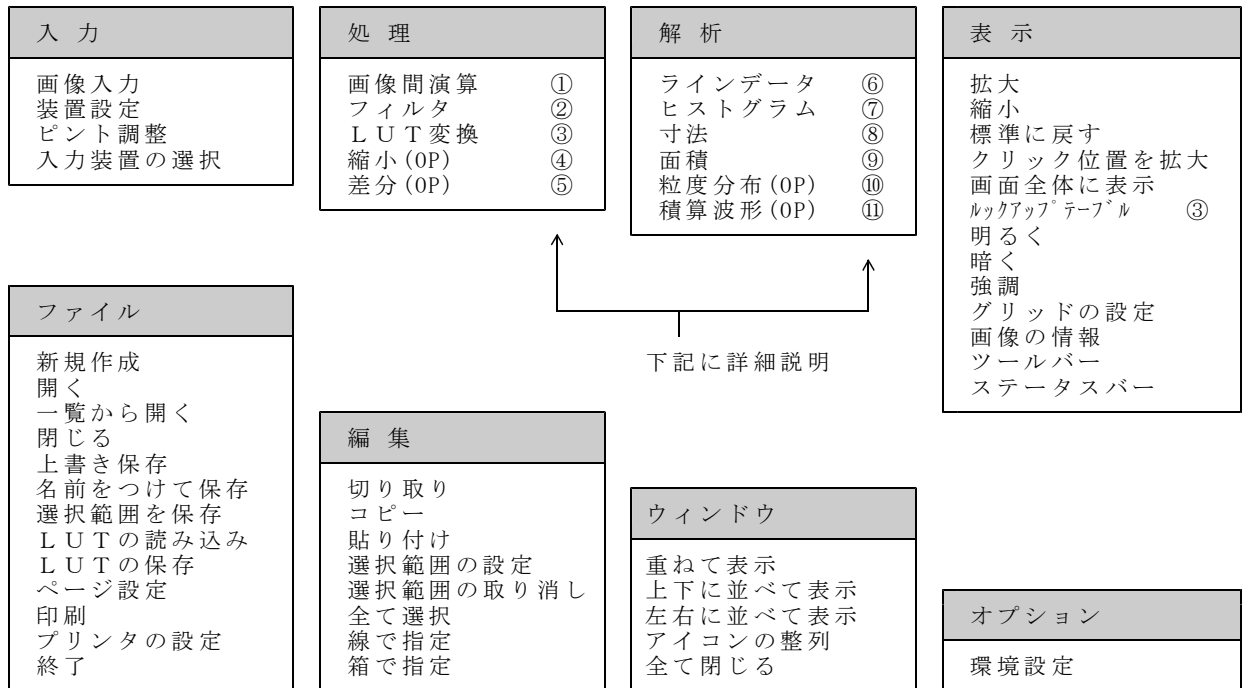 入 力
画像入力
装置設定
ピント調整
入力装置の選択
処 理
画像間演算 ①
フィルタ ②
ＬＵＴ変換 ③
縮小(OP) ④
差分(OP) ⑤
解 析
ラインデータ ⑥
ヒストグラム ⑦
寸法 ⑧
面積 ⑨
粒度分布(OP) ⑩
積算波形(OP) ⑪
表 示
拡大
縮小
標準に戻す
クリック位置を拡大
画面全体に表示
ﾙｯｸｱｯﾌﾟﾃｰﾌﾞﾙ ③
明るく
暗く
強調
グリッドの設定
画像の情報
ツールバー
ステータスバー
下記に詳細説明
ファイル
新規作成
開く
一覧から開く
閉じる
上書き保存
名前をつけて保存
選択範囲を保存
ＬＵＴの読み込み
ＬＵＴの保存
ページ設定
印刷
プリンタの設定
終了
編 集
切り取り
コピー
貼り付け
選択範囲の設定
選択範囲の取り消し
全て選択
線で指定
箱で指定
ウィンドウ
重ねて表示
上下に並べて表示
左右に並べて表示
アイコンの整列
全て閉じる
オプション
環境設定